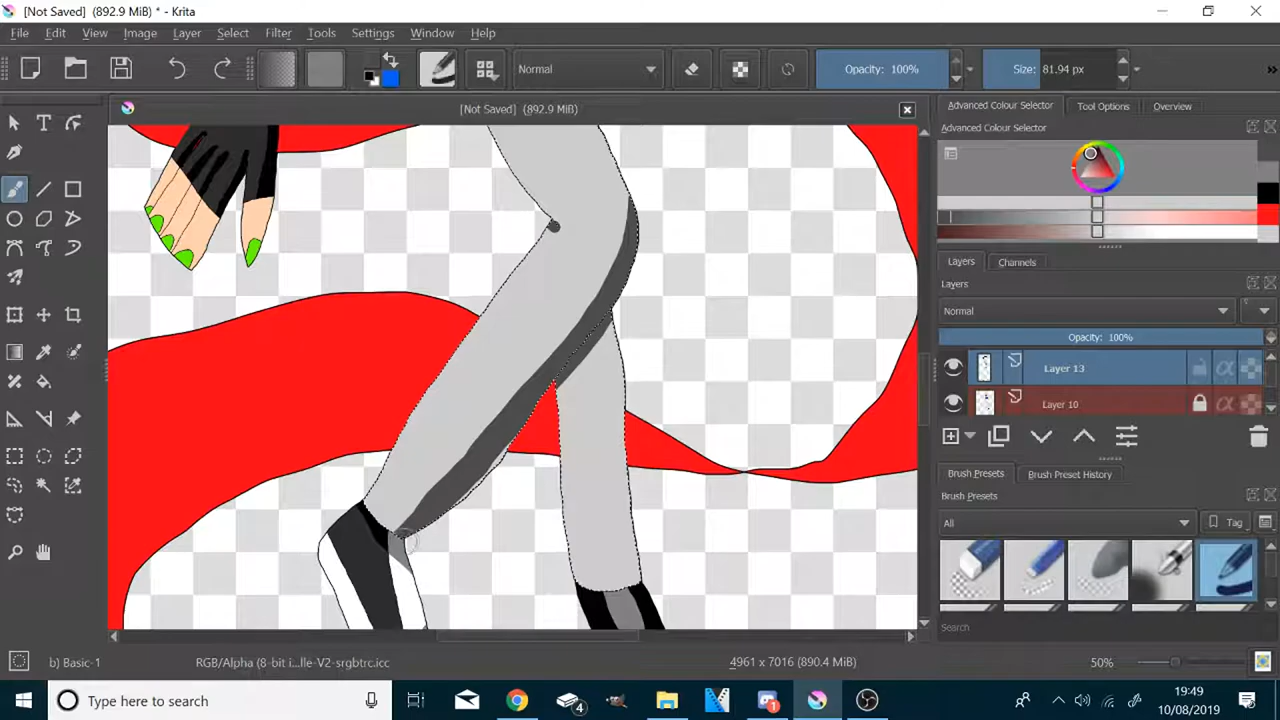 [Not Saved] (892.9 MiB) * - Krita
File Edit View Image Layer Select Filter Tools Settings Window Help
Normal Opacity: 100% Size: 81.94 px »
[Not Saved] (892.9 MiB)
Advanced Colour Selector Tool Options Overview
Advanced Colour Selector
Layers Channels
Layers
Normal
Opacity: 100%
Layer 13
Layer 10
Brush Presets Brush Preset History
Brush Presets
All Tag
Search
b) Basic-1 RGB/Alpha (8-bit i...lle-V2-srgbtrc.icc 4961 x 7016 (890.4 MiB) 50%
Type here to search 4 1 19:49
10/08/2019